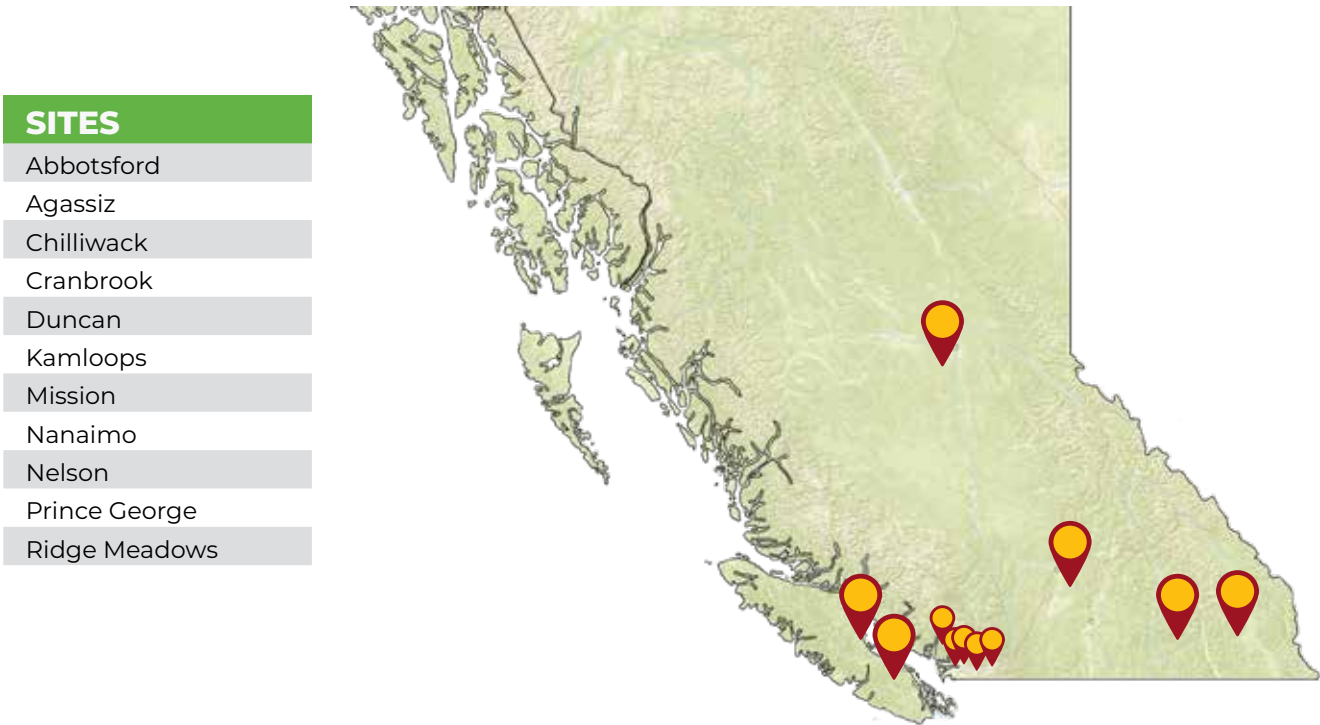 SITES
Abbotsford
Agassiz
Chilliwack
Cranbrook
Duncan
Kamloops
Mission
Nanaimo
Nelson
Prince George
Ridge Meadows